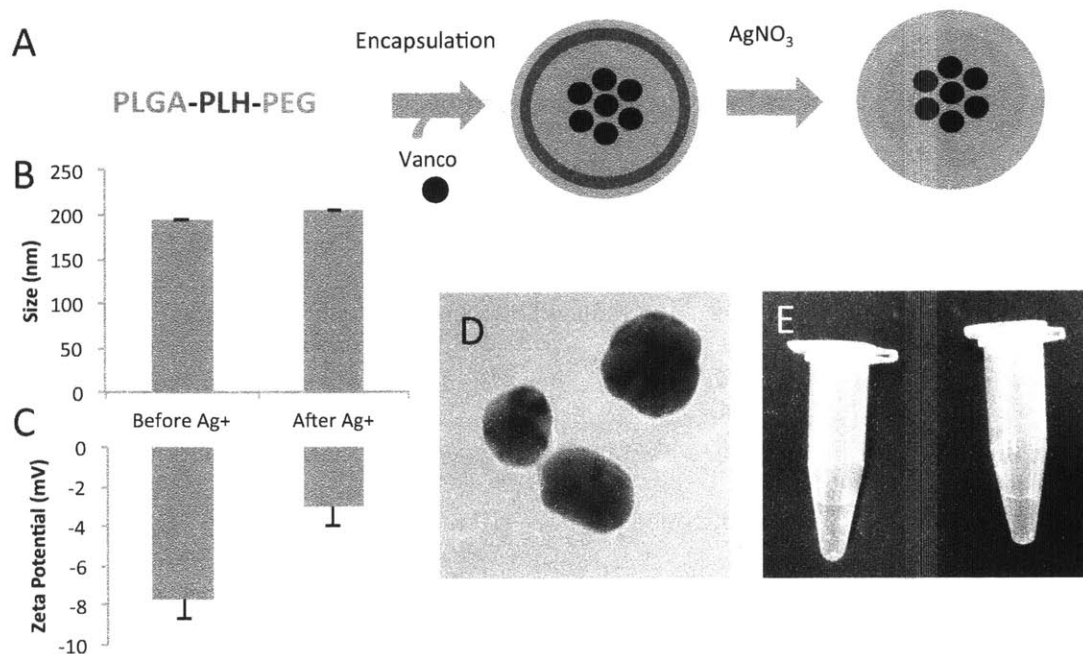 A
Encapsulation
AgNO₃
PLGA-PLH-PEG
Vanco
B
250
200
150
100
50
0
Size (nm)
Before Ag+
After Ag+
C
0
-2
-4
-6
-8
-10
Zeta Potential (mV)
D
E